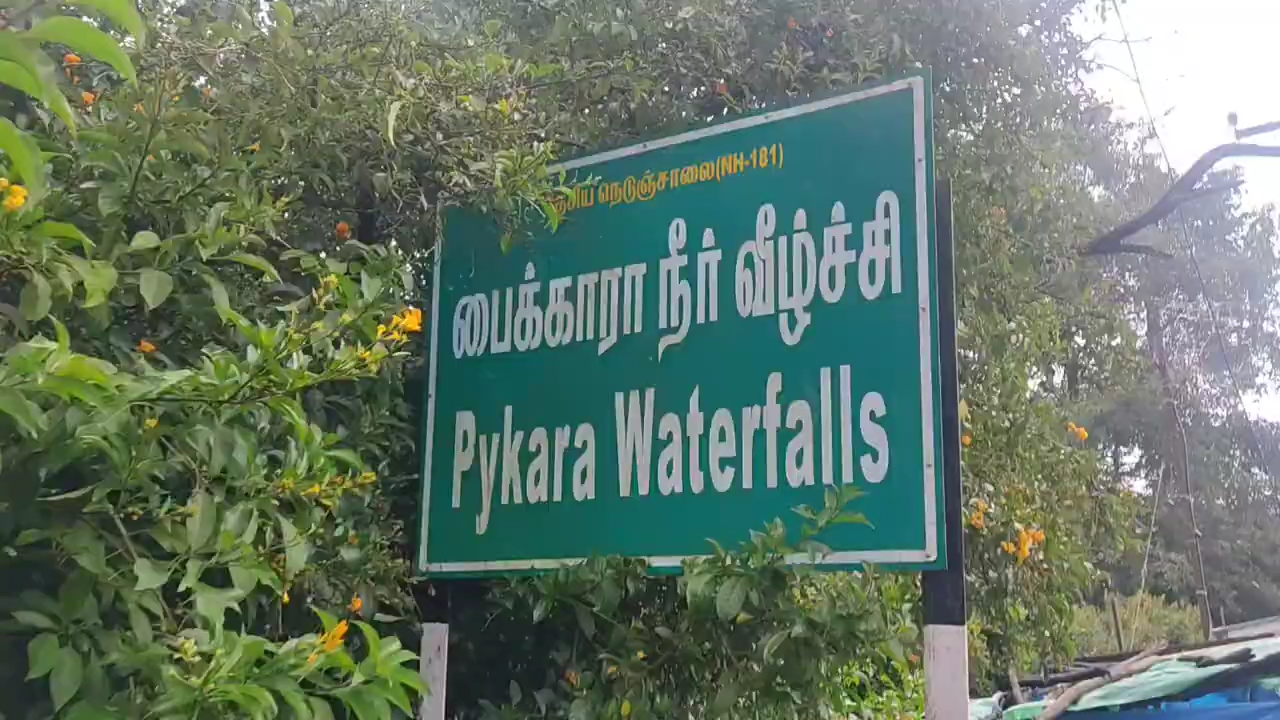 தேசிய நெடுஞ்சாலை(NH-181)
பைக்காரா நீர் வீழ்ச்சி
Pykara Waterfalls